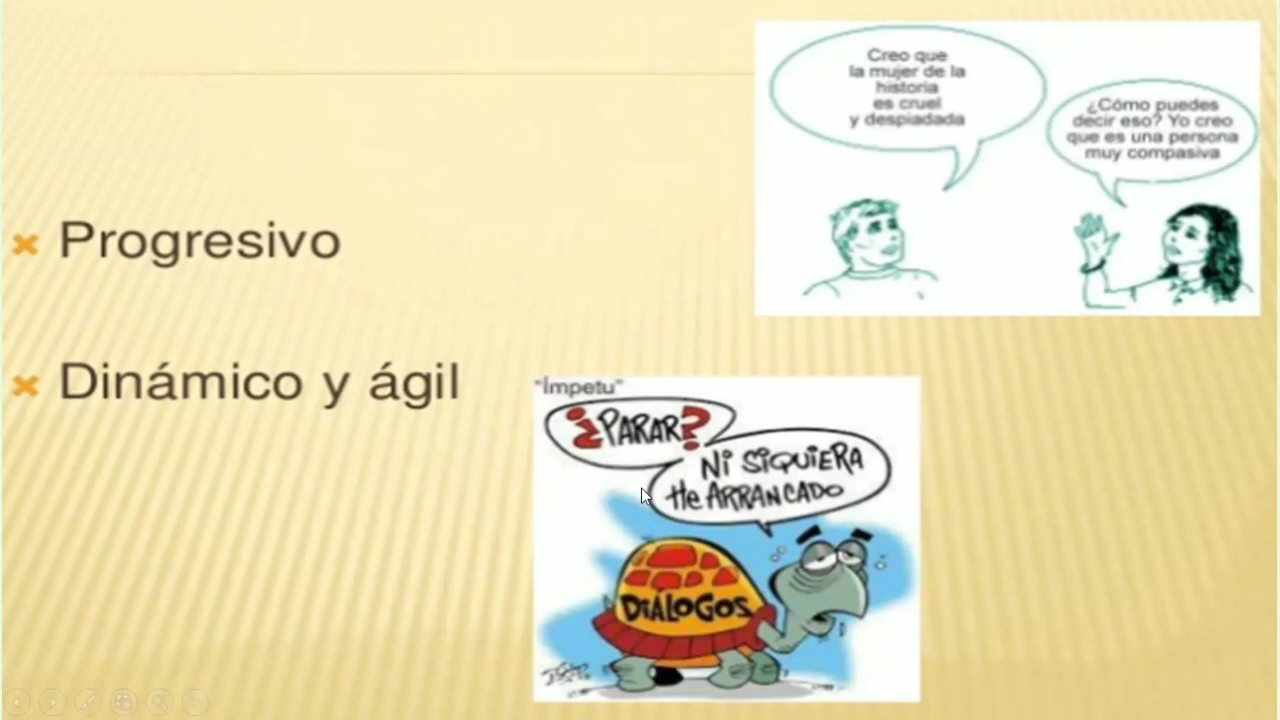 Creo que
la mujer de la
historia
es cruel
y despiadada
¿Cómo puedes
decir eso? Yo creo
que es una persona
muy compasiva
Progresivo
Dinámico y ágil
"Ímpetu"
¿PARAR?
Ni SiQUiERA
He ARRANCADO
DiÁLOGOS